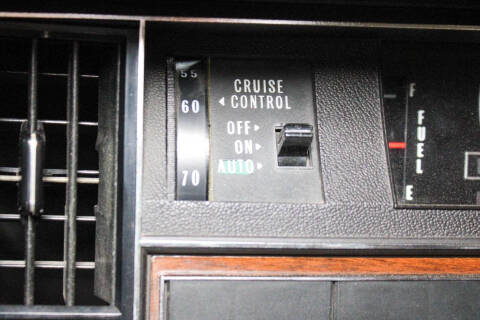 55
60
70
CRUISE
◂ CONTROL
OFF▸
ON▸
AUTO▸
F
FUEL
E